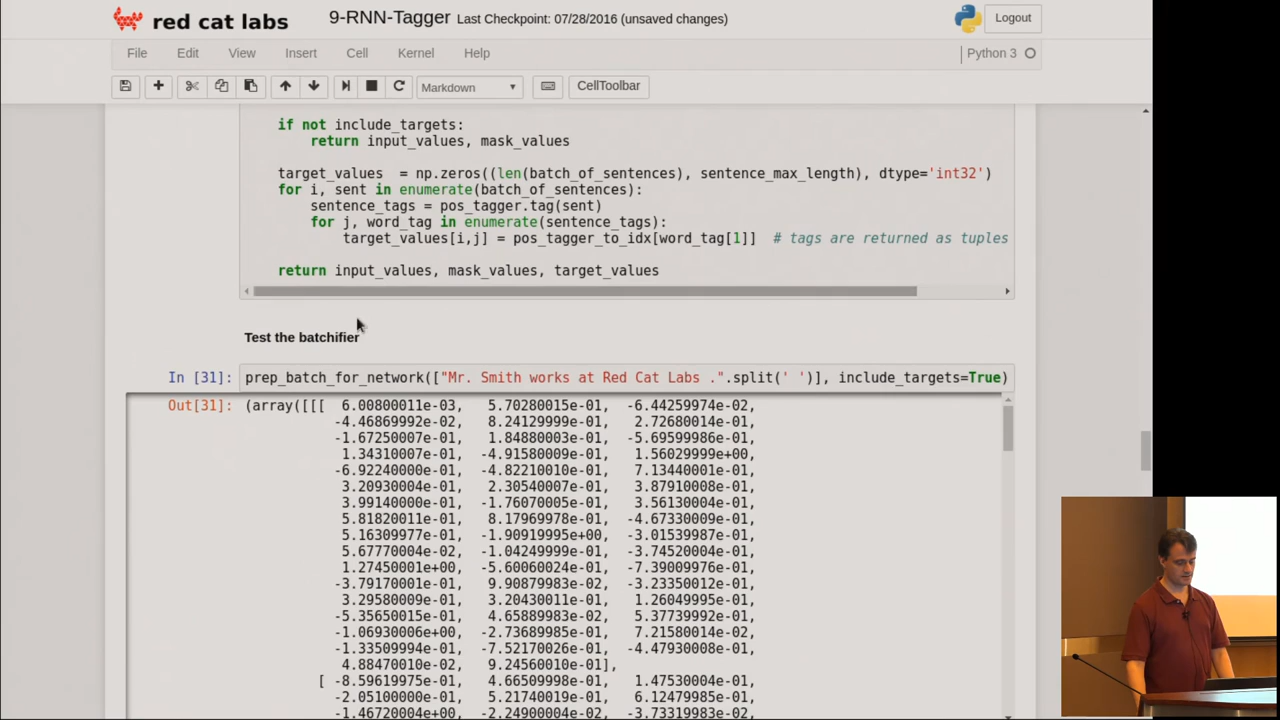 red cat labs
9-RNN-Tagger Last Checkpoint: 07/28/2016 (unsaved changes)
Logout
File Edit View Insert Cell Kernel Help
Python 3
Markdown
CellToolbar
if not include_targets:
return input_values, mask_values
target_values = np.zeros((len(batch_of_sentences), sentence_max_length), dtype='int32')
for i, sent in enumerate(batch_of_sentences):
sentence_tags = pos_tagger.tag(sent)
for j, word_tag in enumerate(sentence_tags):
target_values[i,j] = pos_tagger_to_idx[word_tag[1]] # tags are returned as tuples
return input_values, mask_values, target_values
Test the batchifier
In [31]: prep_batch_for_network(["Mr. Smith works at Red Cat Labs .".split(' ')], include_targets=True)
Out[31]: (array([[[ 6.00800011e-03, 5.70280015e-01, -6.44259974e-02,
-4.46869992e-02, 8.24129999e-01, 2.72680014e-01,
-1.67250007e-01, 1.84880003e-01, -5.69599986e-01,
1.34310007e-01, -4.91580009e-01, 1.56029999e+00,
-6.92240000e-01, -4.82210010e-01, 7.13440001e-01,
3.20930004e-01, 2.30540007e-01, 3.87910008e-01,
3.99140000e-01, -1.76070005e-01, 3.56130004e-01,
5.81820011e-01, 8.17969978e-01, -4.67330009e-01,
5.16309977e-01, -1.90919995e+00, -3.01539987e-01,
5.67770004e-02, -1.04249999e-01, -3.74520004e-01,
1.27450001e+00, -5.60060024e-01, -7.39009976e-01,
-3.79170001e-01, 9.90879983e-02, -3.23350012e-01,
3.29580009e-01, 3.20430011e-01, 1.26049995e-01,
-5.35650015e-01, 4.65889983e-02, 5.37739992e-01,
-1.06930006e+00, -2.73689985e-01, 7.21580014e-02,
-1.33509994e-01, -7.52170026e-01, -4.47930008e-01,
4.88470010e-02, 9.24560010e-01],
[ -8.59619975e-01, 4.66509998e-01, 1.47530004e-01,
-2.05100000e-01, 5.21740019e-01, 6.12479985e-01,
-1.46720004e-01, -2.24900004e-02, -3.73319983e-01,